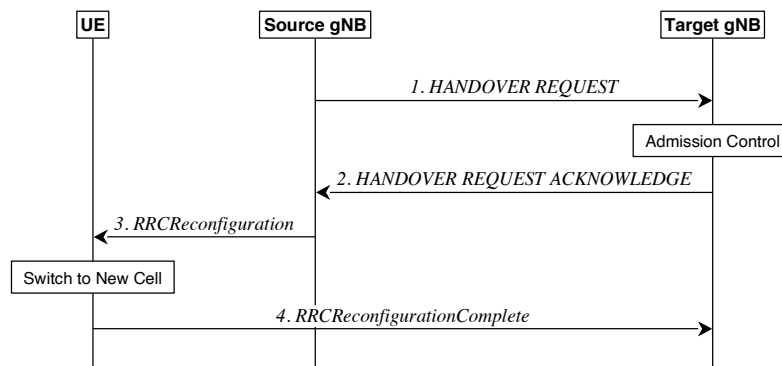 UE
Source gNB
Target gNB
1. HANDOVER REQUEST
Admission Control
2. HANDOVER REQUEST ACKNOWLEDGE
3. RRCReconfiguration
Switch to New Cell
4. RRCReconfigurationComplete